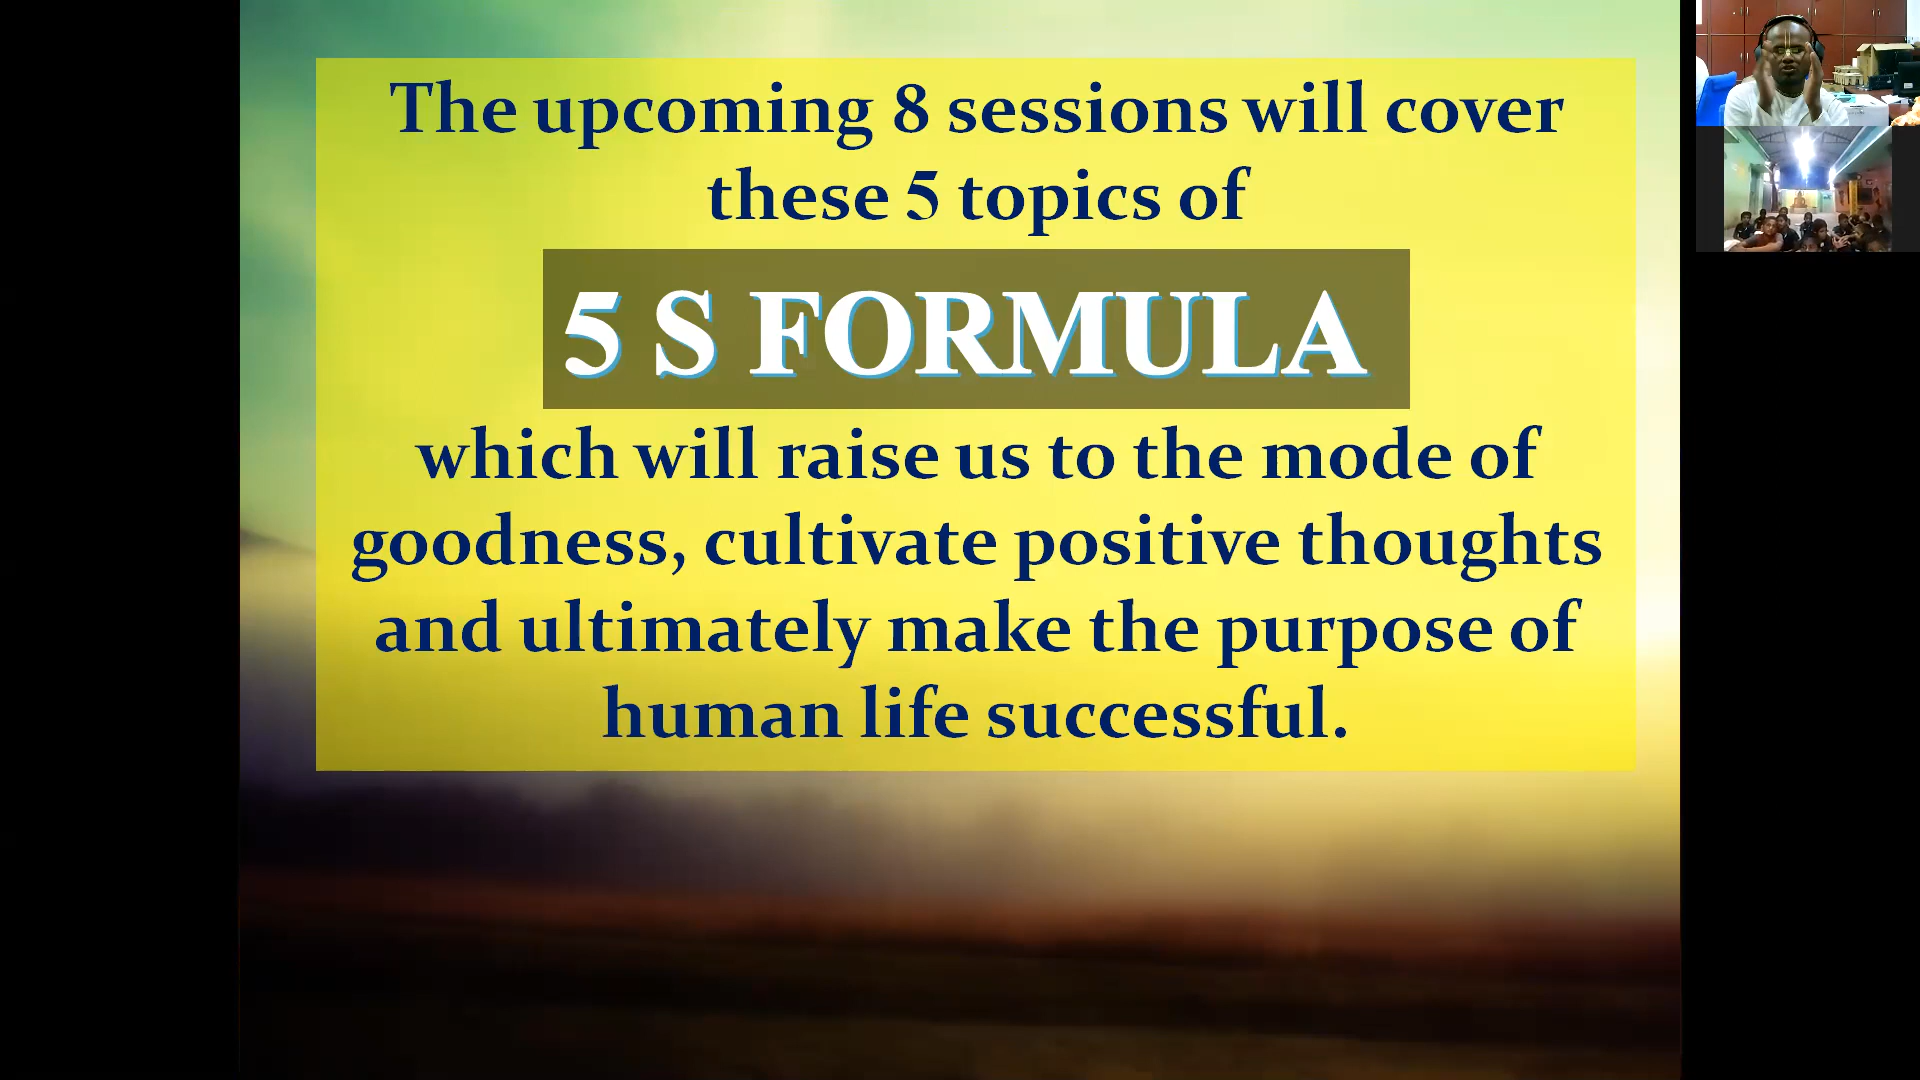 The upcoming 8 sessions will cover
these 5 topics of
5 S FORMULA
which will raise us to the mode of
goodness, cultivate positive thoughts
and ultimately make the purpose of
human life successful.